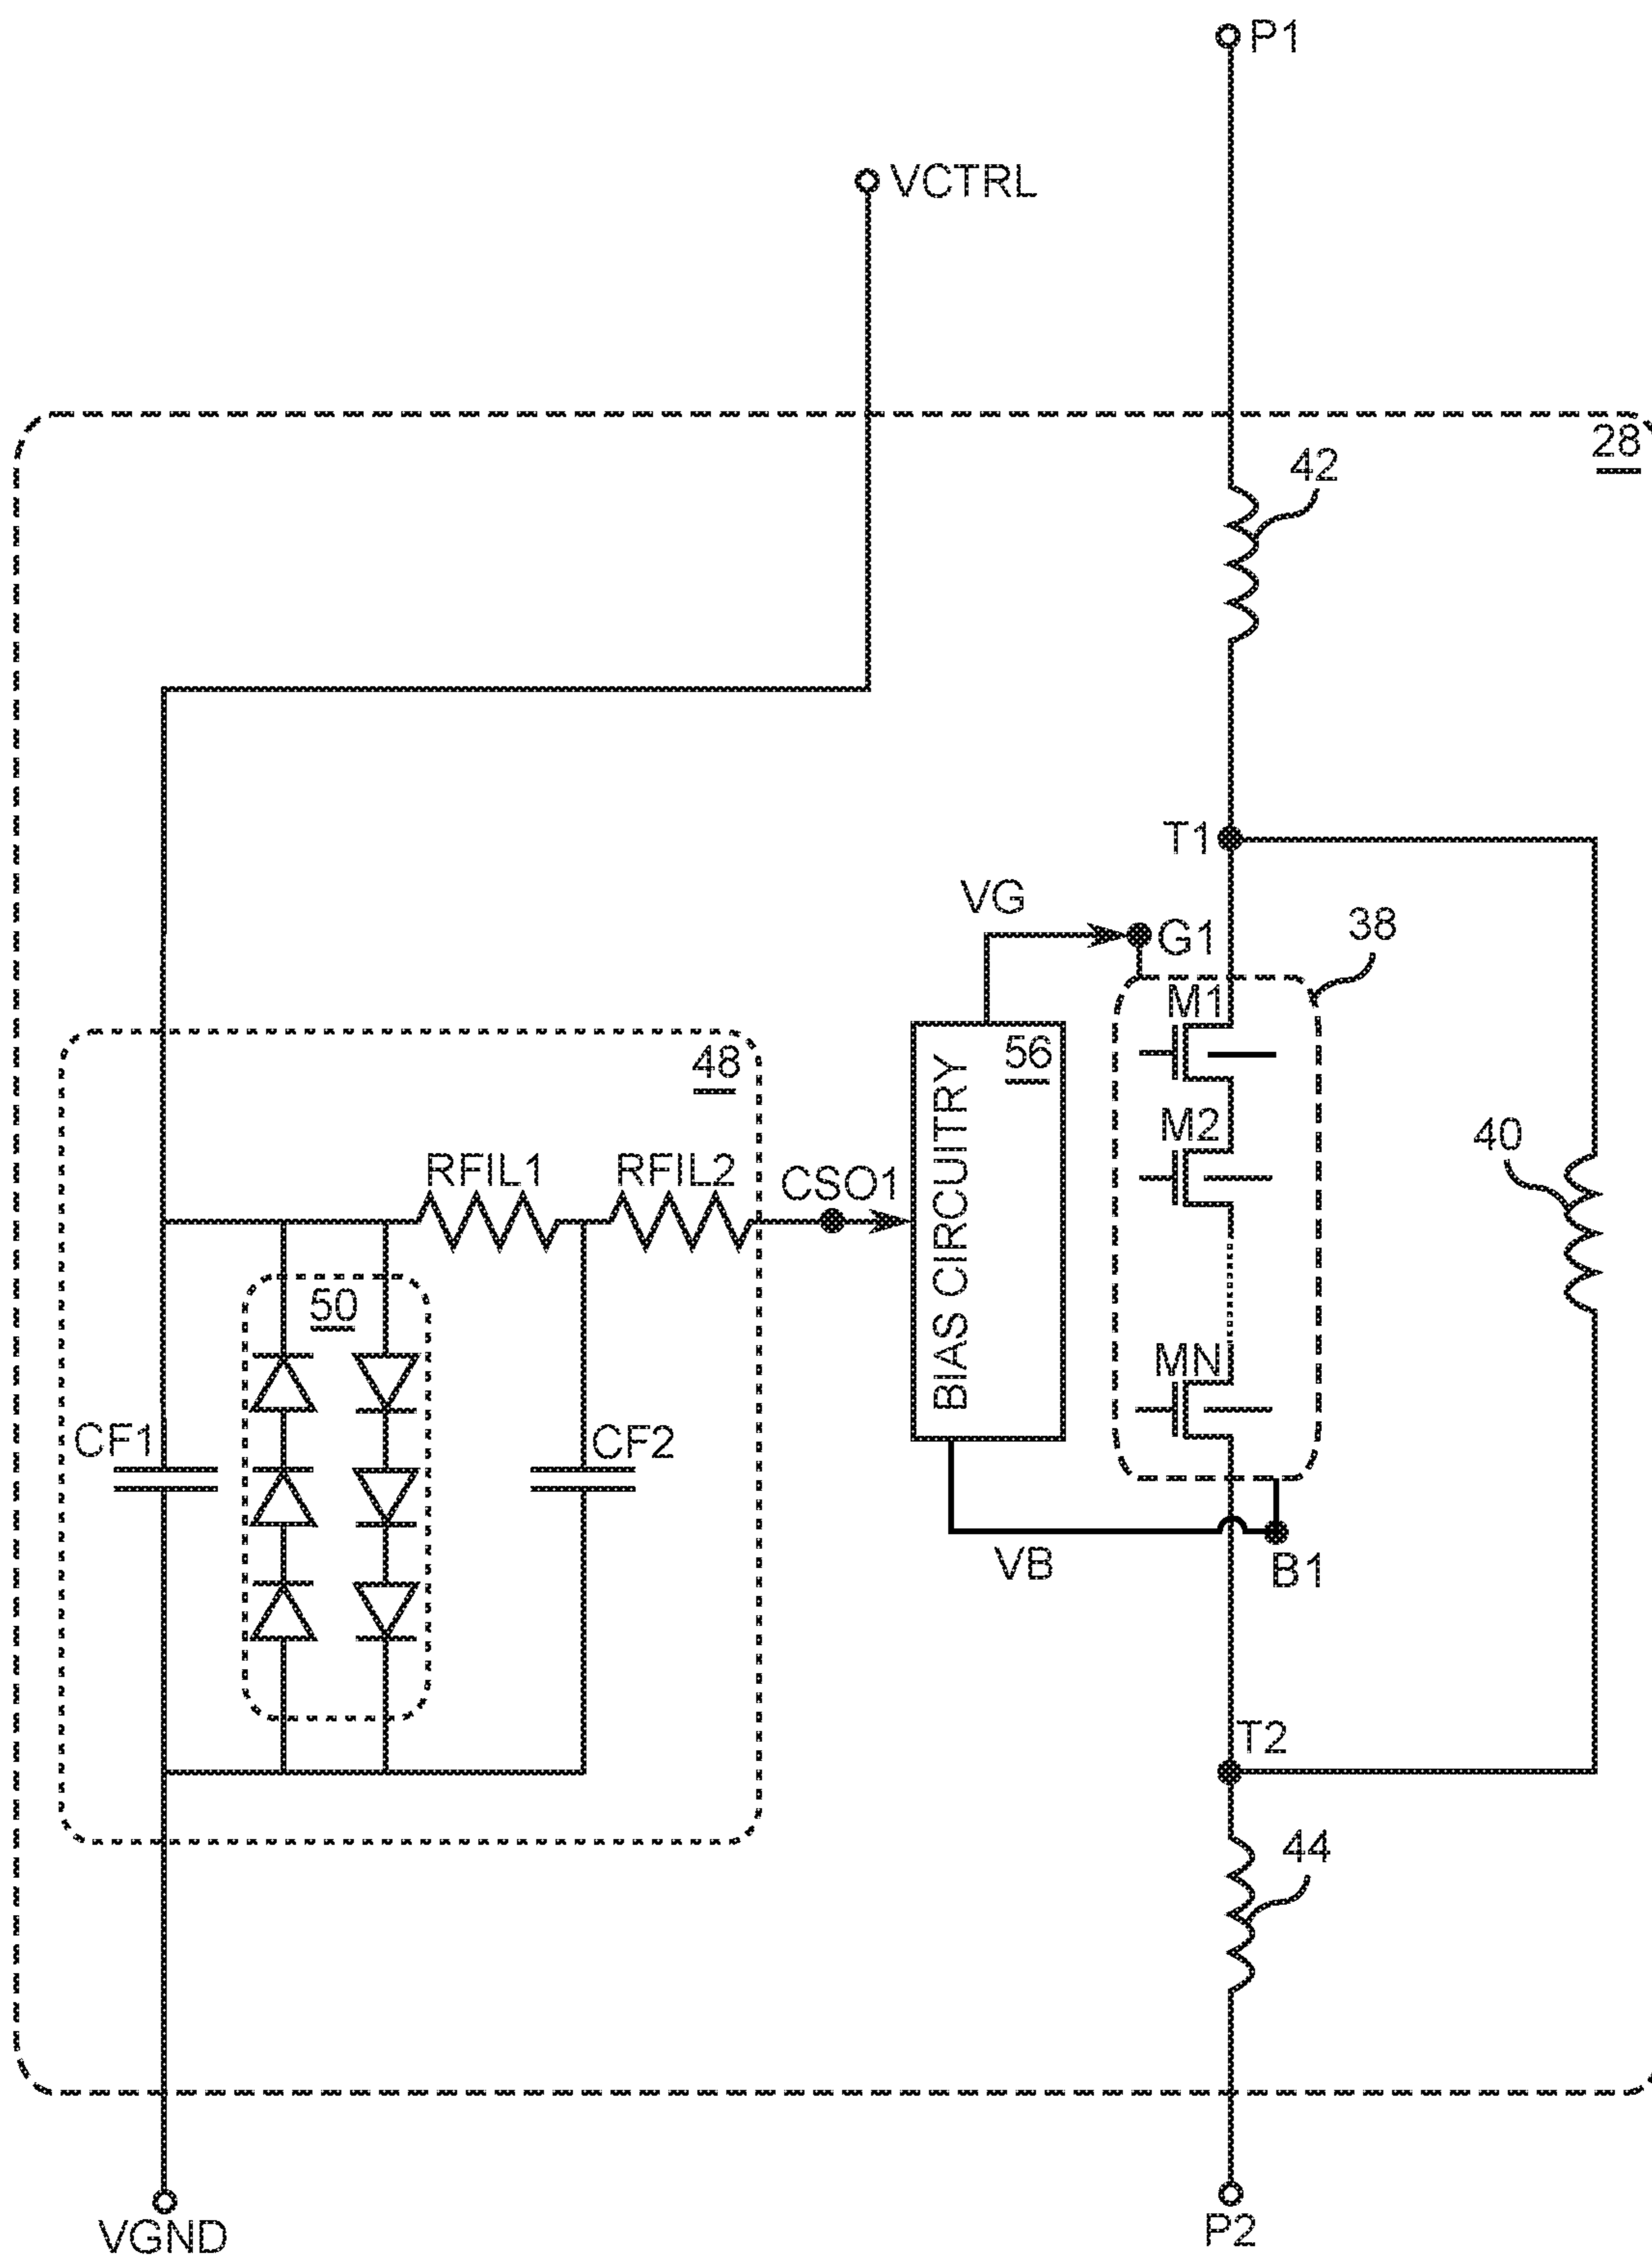 P1
VCTRL
28
42
T1
VG
G1
38
M1
48
56
BIAS CIRCUITRY
M2
40
RFIL1
RFIL2
CSO1
50
MN
CF1
CF2
VB
B1
T2
44
VGND
P2